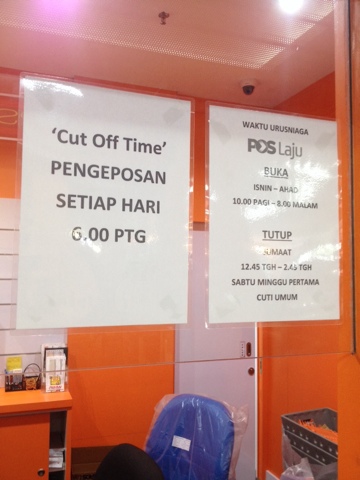 'Cut Off Time'
PENGEPOSAN
SETIAP HARI
6.00 PTG
WAKTU URUSNIAGA
POS Laju
BUKA
ISNIN – AHAD
10.00 PAGI – 8.00 MALAM
TUTUP
JUMAAT
12.45 TGH – 2.45 TGH
SABTU MINGGU PERTAMA
CUTI UMUM